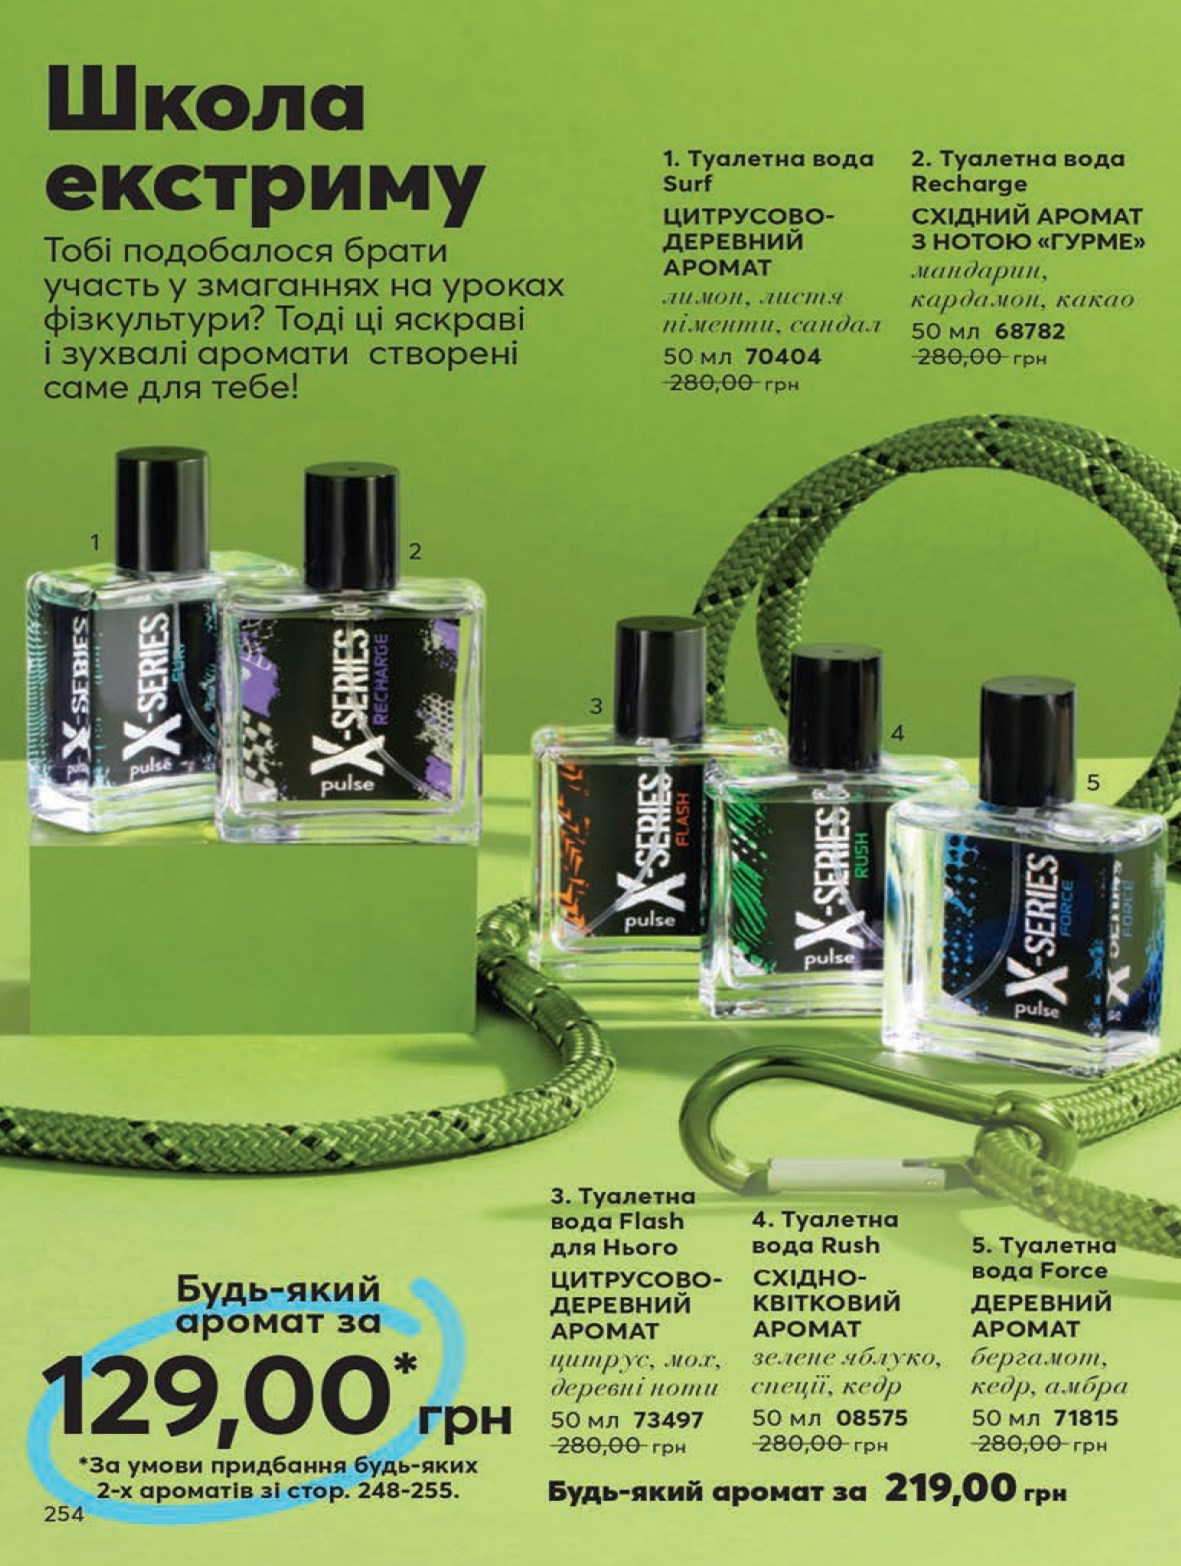 Школа
екстриму
Тобі подобалося брати
участь у змаганнях на уроках
фізкультури? Тоді ці яскраві
і зухвалі аромати створені
саме для тебе!
1. Туалетна вода
Surf
ЦИТРУСОВО-
ДЕРЕВНИЙ
АРОМАТ
лимон, листя
піменти, сандал
50 мл 70404
280,00 грн
2. Туалетна вода
Recharge
СХІДНИЙ АРОМАТ
З НОТОЮ «ГУРМЕ»
мандарин,
кардамон, какао
50 мл 68782
280,00 грн
1
X-SERIES
pulse
X-SERIES
SURF
pulse
2
X-SERIES
RECHARGE
pulse
3
X-SERIES
FLASH
pulse
4
X-SERIES
RUSH
pulse
5
X-SERIES
FORCE
pulse
X-SERIES
FORCE
3. Туалетна
вода Flash
для Нього
ЦИТРУСОВО-
ДЕРЕВНИЙ
АРОМАТ
цитрус, мох,
деревні ноти
50 мл 73497
280,00 грн
4. Туалетна
вода Rush
СХІДНО-
КВІТКОВИЙ
АРОМАТ
зелене яблуко,
спеції, кедр
50 мл 08575
280,00 грн
5. Туалетна
вода Force
ДЕРЕВНИЙ
АРОМАТ
бергамот,
кедр, амбра
50 мл 71815
280,00 грн
Будь-який аромат за 219,00 грн
Будь-який
аромат за
129,00* грн
*За умови придбання будь-яких
2-х ароматів зі стор. 248-255.
254